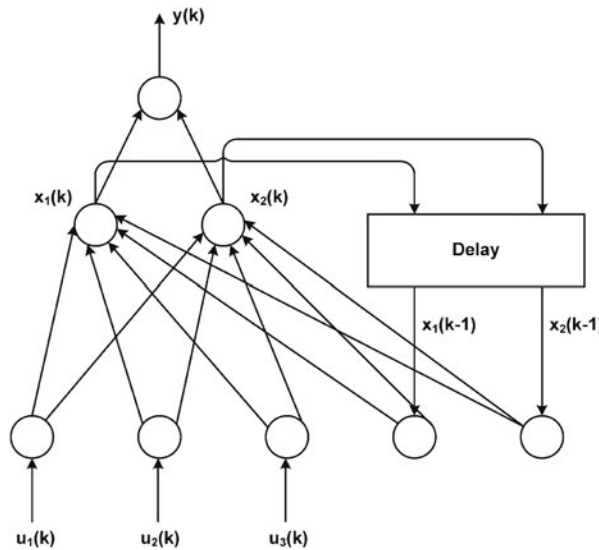 y(k)
x₁(k)
x₂(k)
Delay
x₁(k-1)
x₂(k-1)
u₁(k)
u₂(k)
u₃(k)